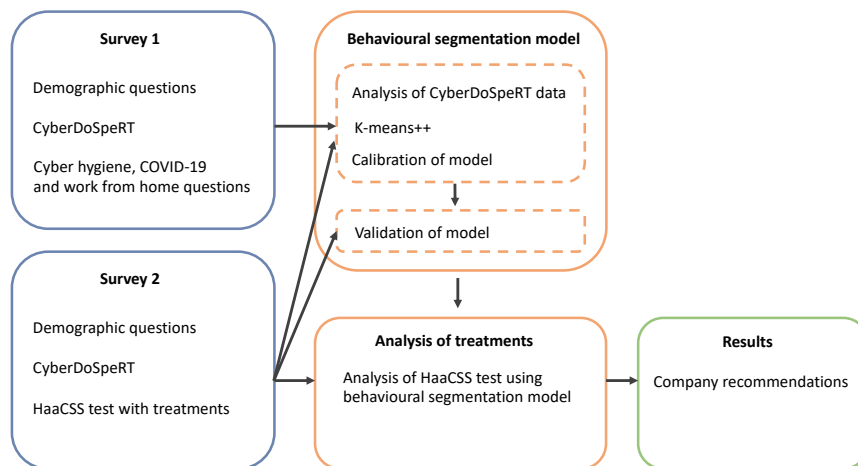 Survey 1
Demographic questions
CyberDoSpeRT
Cyber hygiene, COVID-19
and work from home questions
Behavioural segmentation model
Analysis of CyberDoSpeRT data
K-means++
Calibration of model
Validation of model
Survey 2
Demographic questions
CyberDoSpeRT
HaaCSS test with treatments
Analysis of treatments
Analysis of HaaCSS test using
behavioural segmentation model
Results
Company recommendations